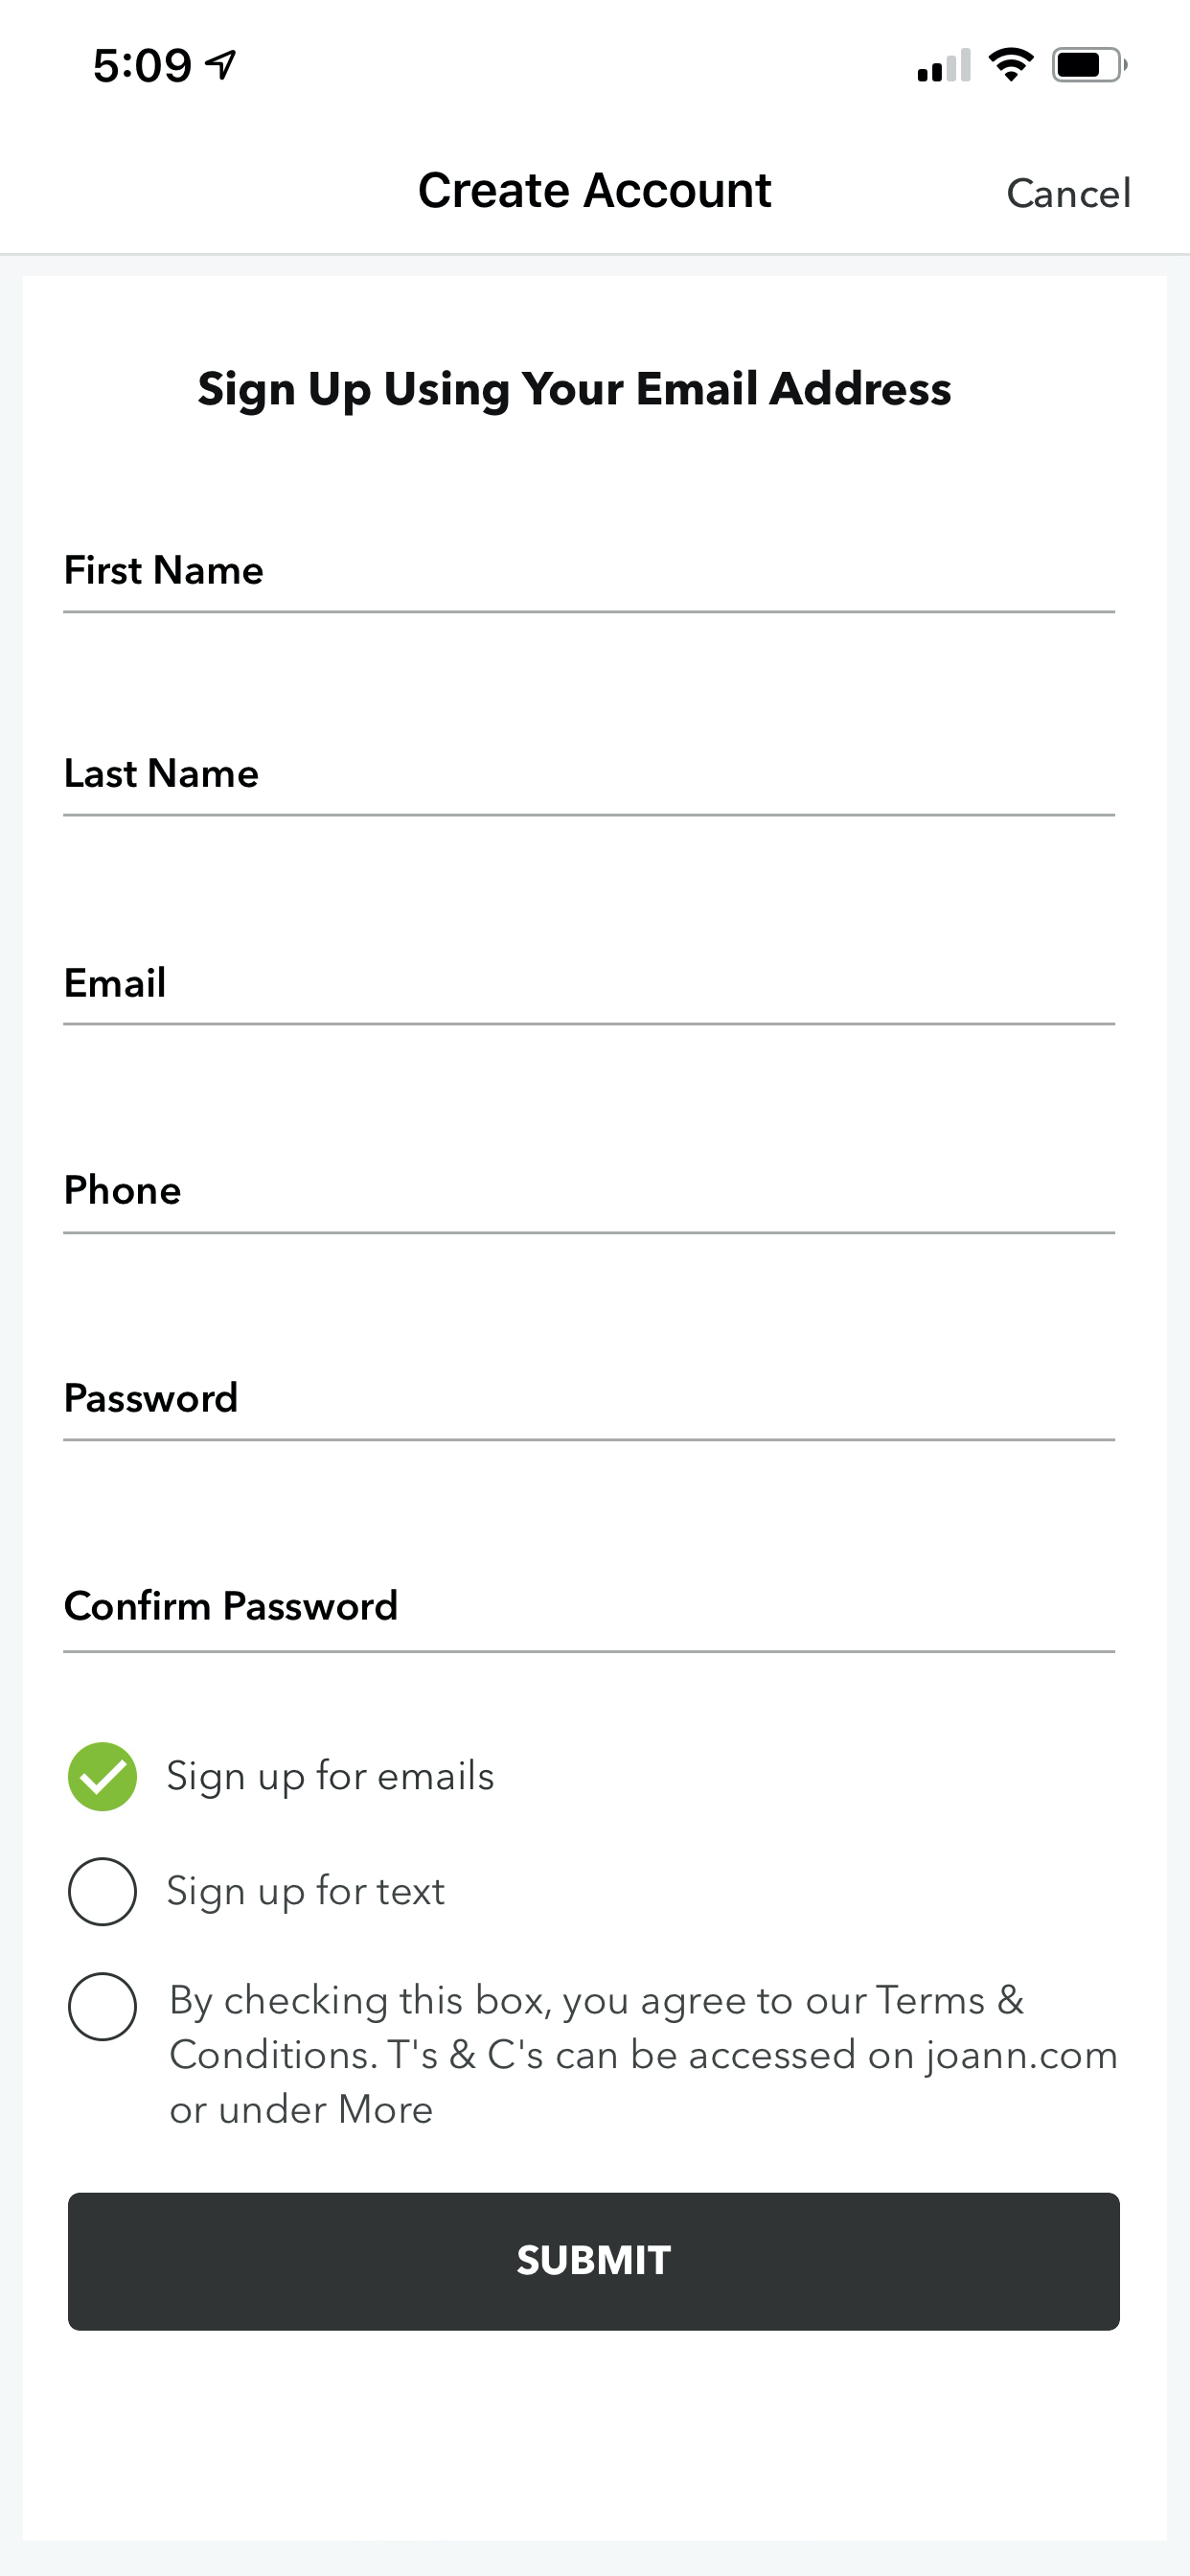 5:09
Create Account
Cancel
Sign Up Using Your Email Address
First Name
Last Name
Email
Phone
Password
Confirm Password
Sign up for emails
Sign up for text
By checking this box, you agree to our Terms &
Conditions. T's & C's can be accessed on joann.com
or under More
SUBMIT